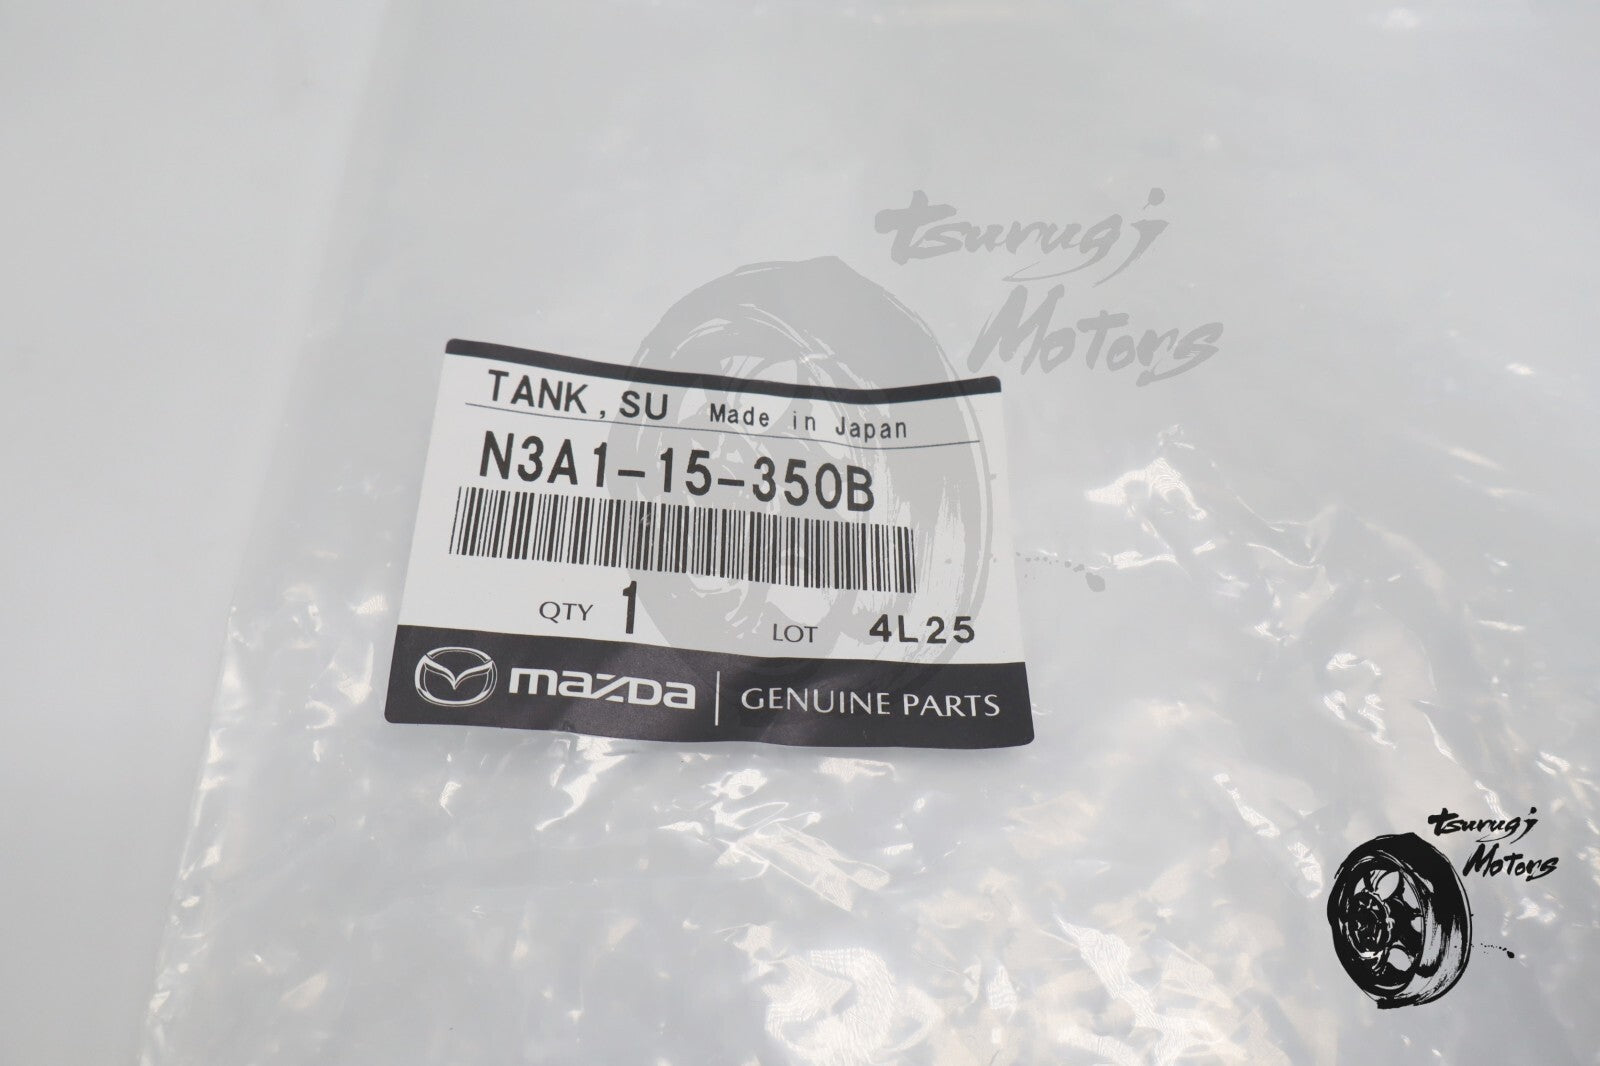 tsurugi
Motors
TANK, SU Made in Japan
N3A1-15-350B
QTY 1 LOT 4L25
mazda GENUINE PARTS
tsurugi
Motors